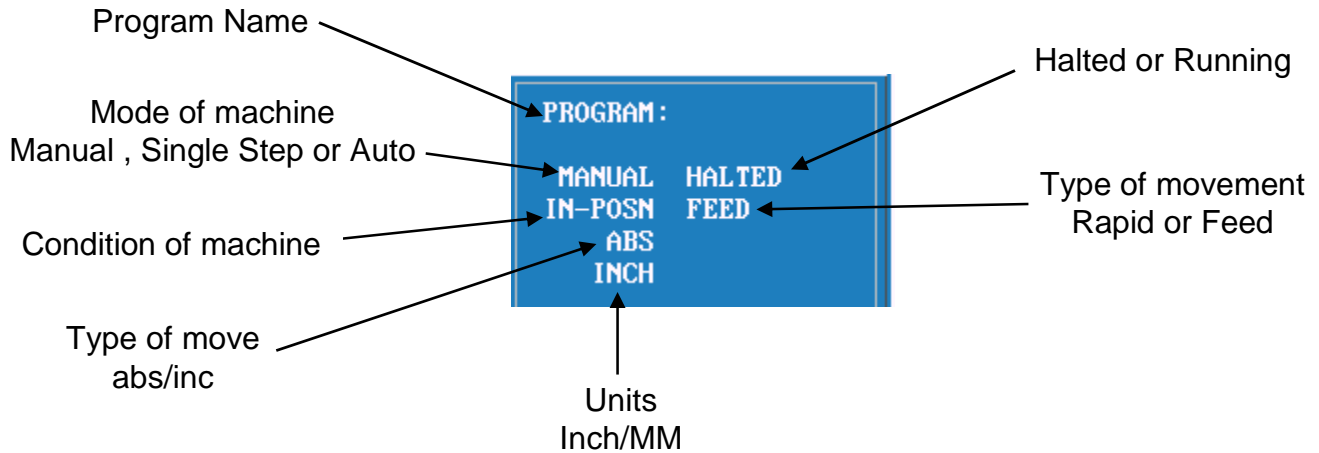 Program Name
Halted or Running
Mode of machine
Manual , Single Step or Auto
PROGRAM:
MANUAL HALTED
IN-POSN FEED
ABS
INCH
Type of movement
Rapid or Feed
Condition of machine
Type of move
abs/inc
Units
Inch/MM